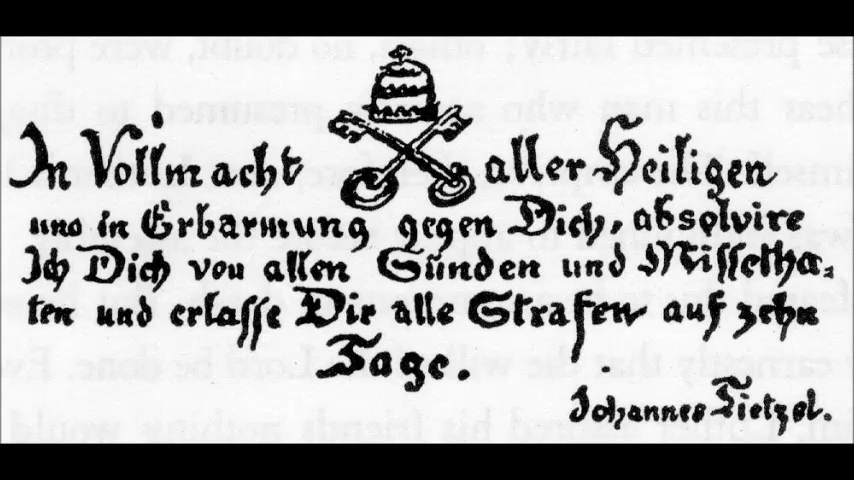 In Vollmacht aller Heiligen
und in Erbarmung gegen Dich, absolvire
Ich Dich von allen Sünden und Missetha⸗
ten und erlasse Dir alle Strafen auf zehn
Tage.
Johannes Tietzel.